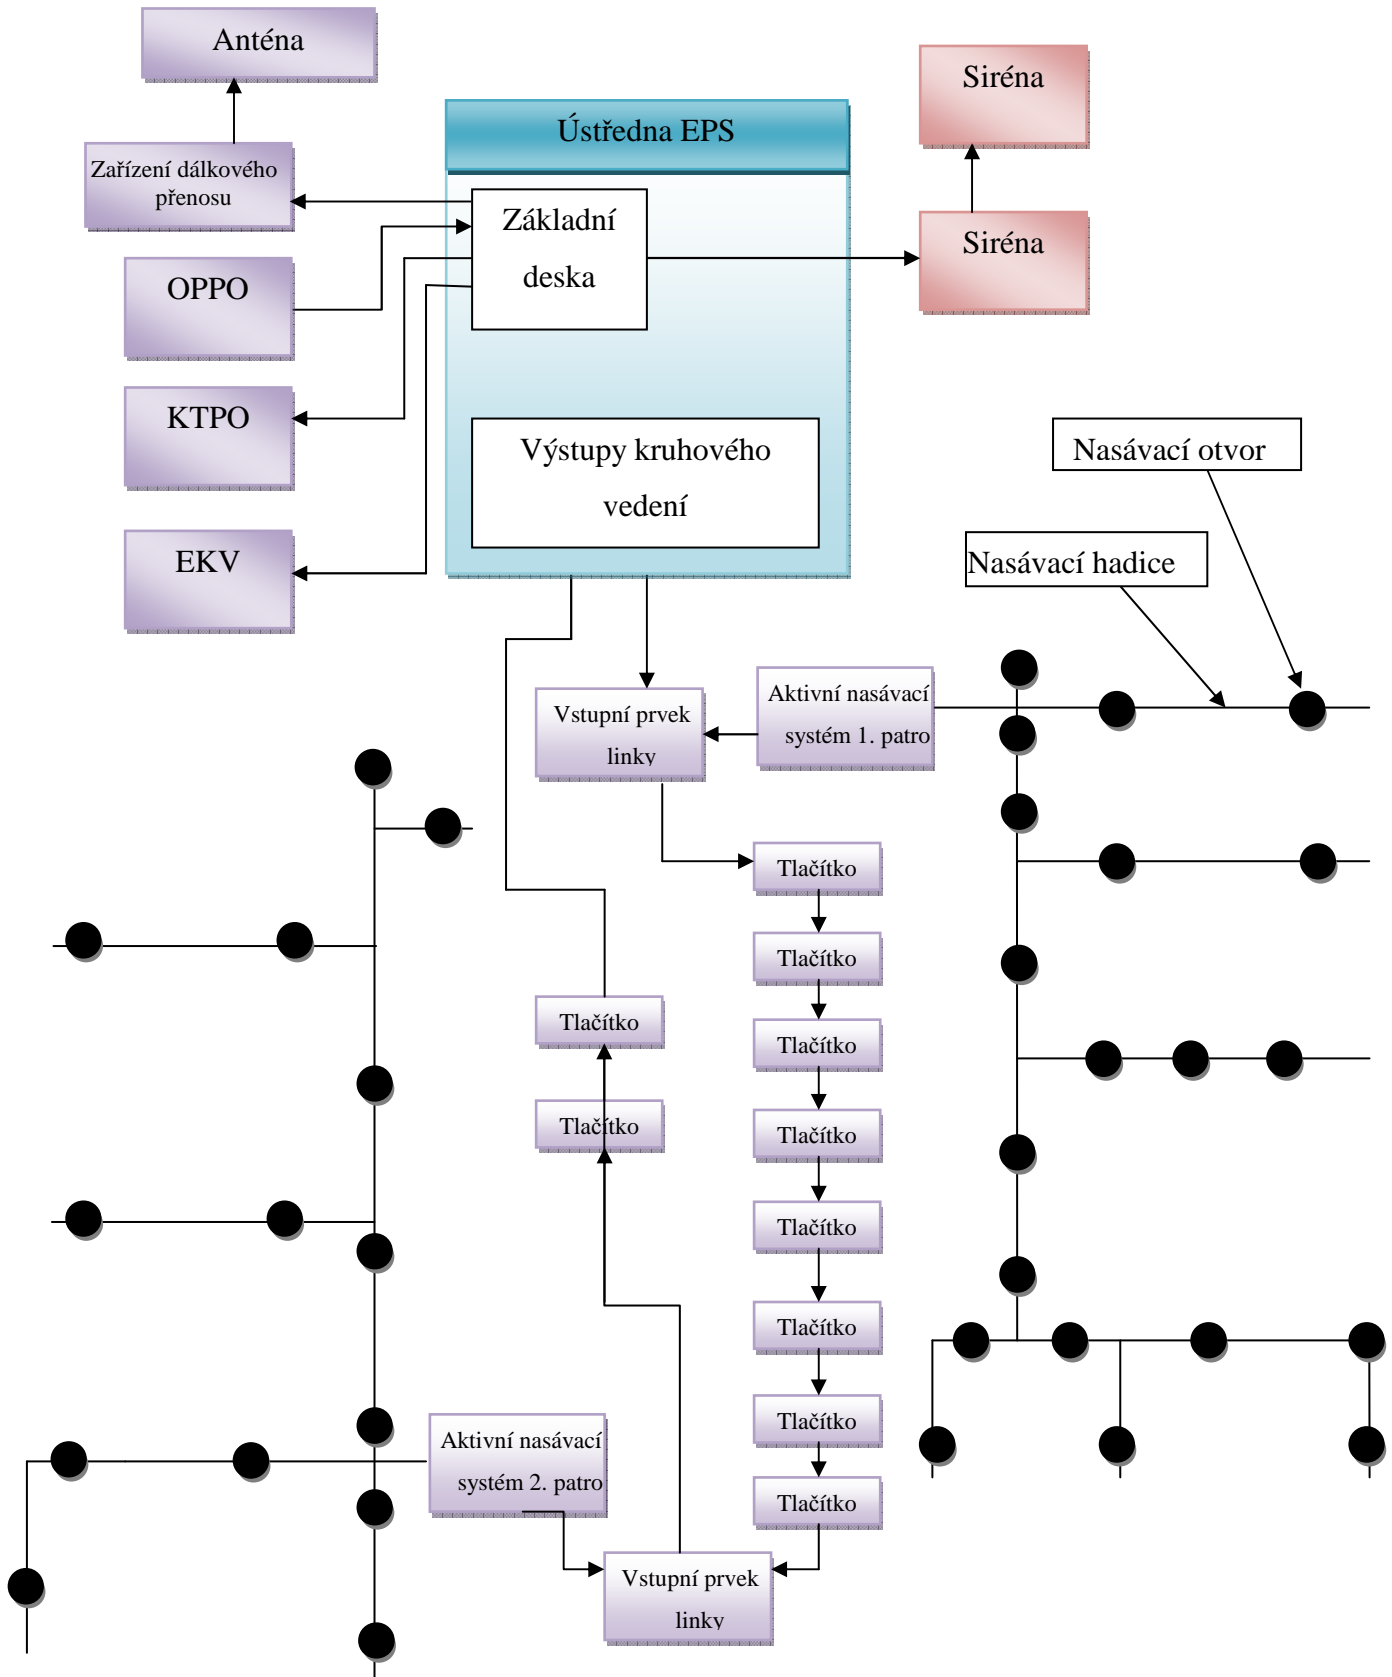 Anténa
Siréna
Ústředna EPS
Zařízení dálkového
přenosu
Základní
deska
Siréna
OPPO
KTPO
Výstupy kruhového
vedení
Nasávací otvor
EKV
Nasávací hadice
Vstupní prvek
linky
Aktivní nasávací
systém 1. patro
Tlačítko
Tlačítko
Tlačítko
Tlačítko
Tlačítko
Tlačítko
Tlačítko
Tlačítko
Tlačítko
Tlačítko
Aktivní nasávací
systém 2. patro
Vstupní prvek
linky